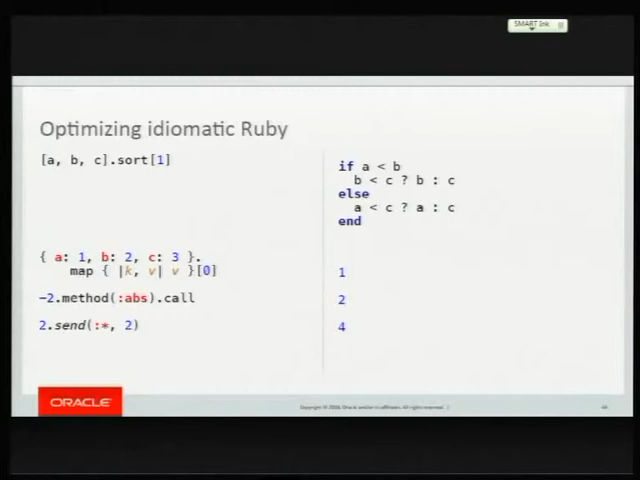 SMART Ink
Optimizing idiomatic Ruby
[a, b, c].sort[1]
if a < b
b < c ? b : c
else
a < c ? a : c
end
{ a: 1, b: 2, c: 3 }.
map { |k, v| v }[0]
1
-2.method(:abs).call
2
2.send(:*, 2)
4
ORACLE